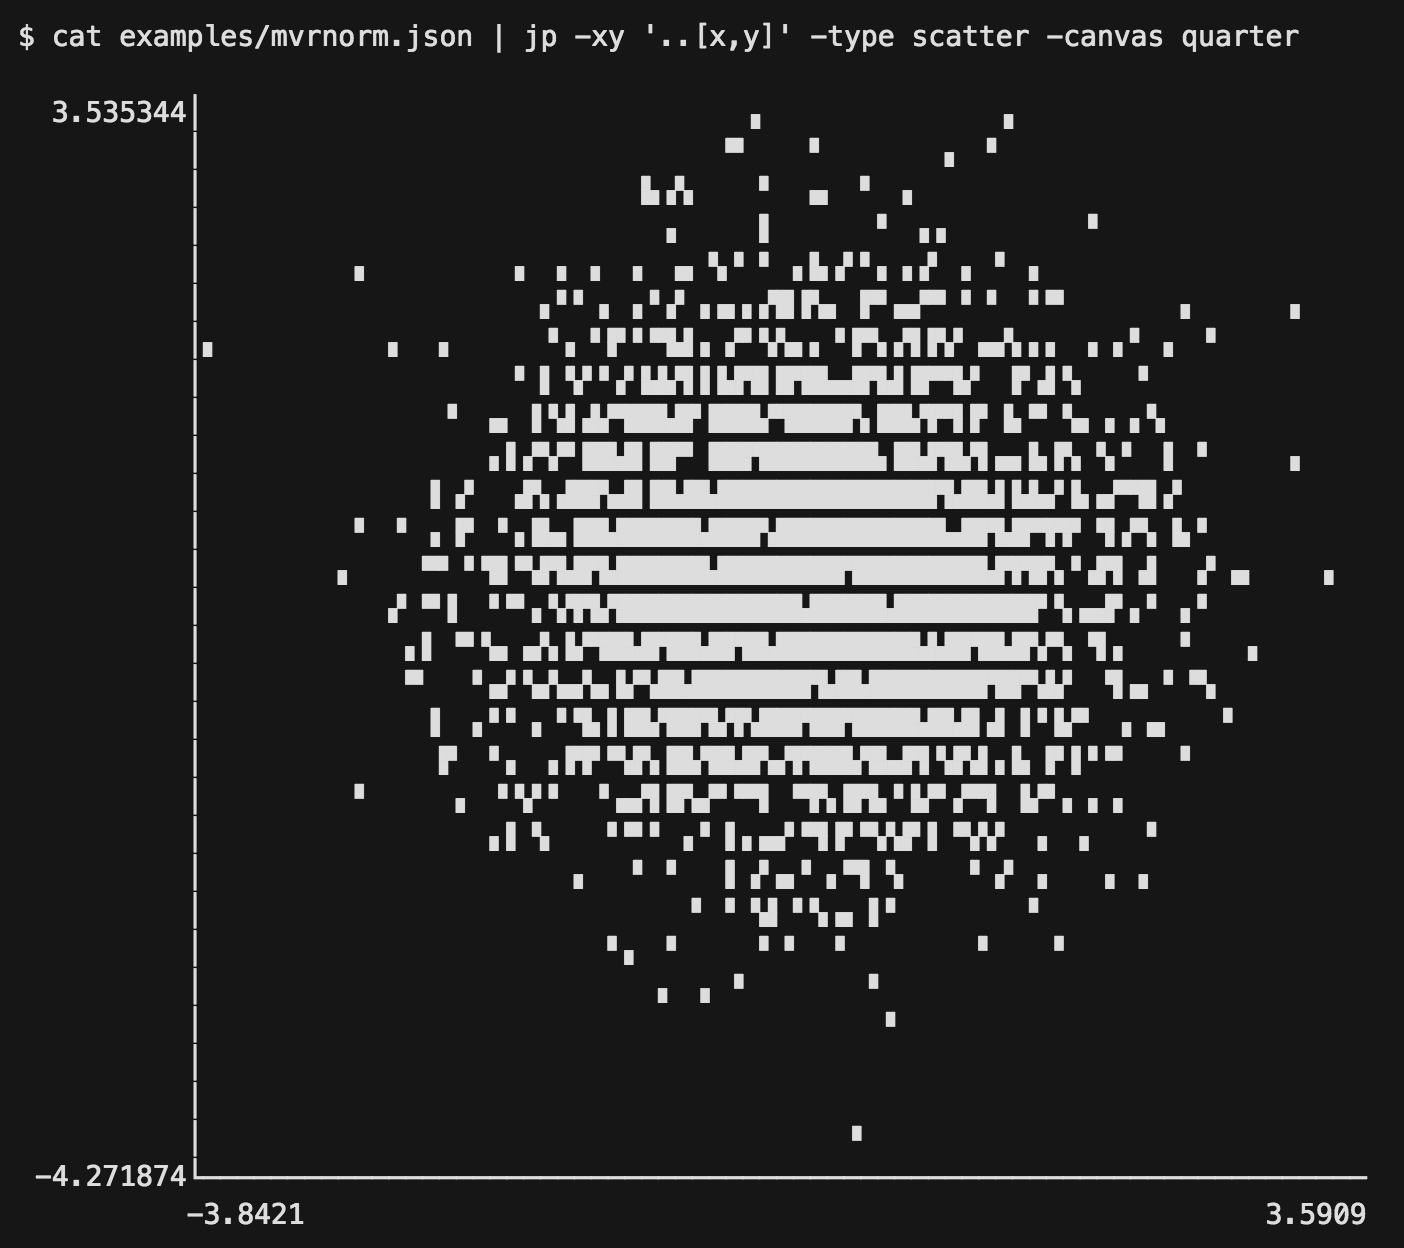 $ cat examples/mvrnorm.json | jp -xy '..[x,y]' -type scatter -canvas quarter
3.535344
-4.271874
-3.8421 3.5909